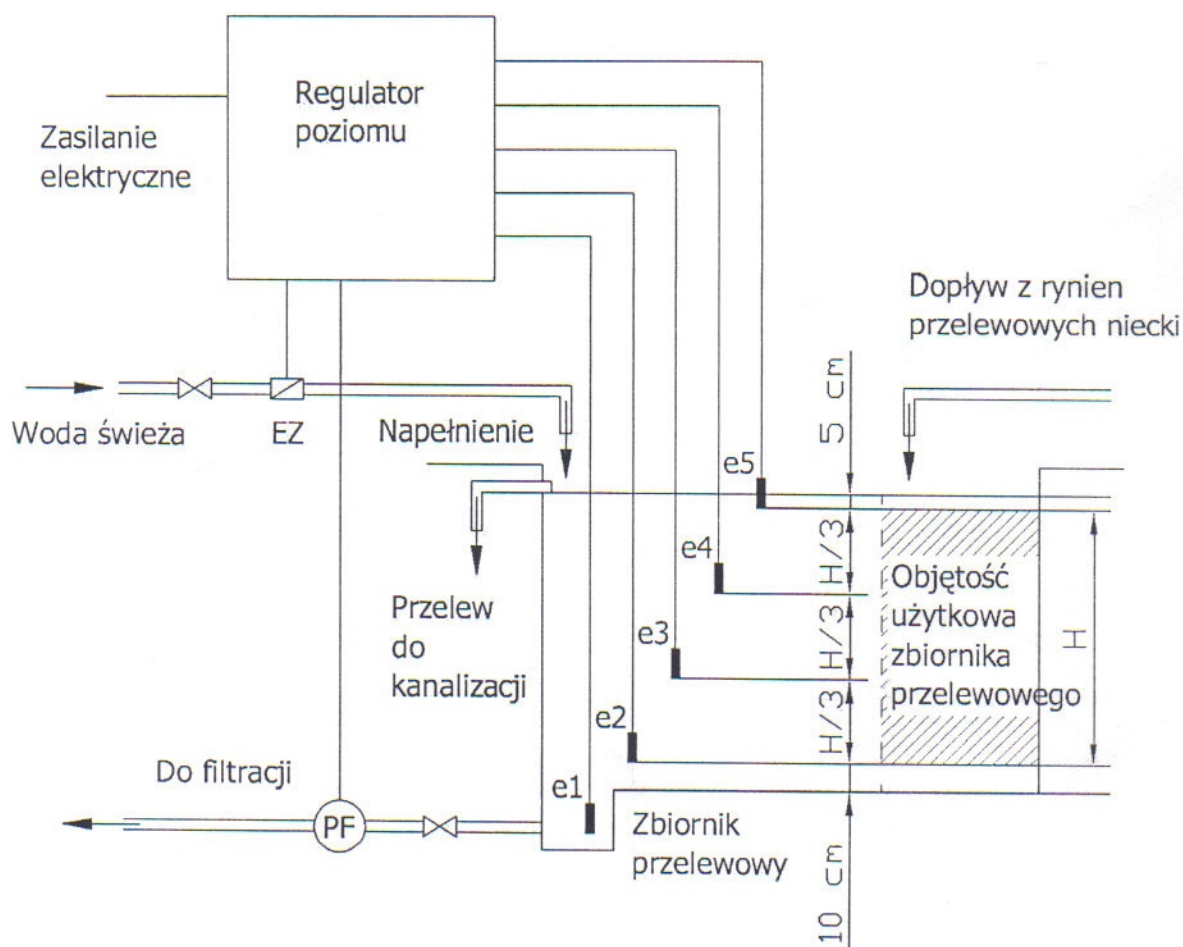 Regulator
poziomu
Zasilanie
elektryczne
Dopływ z rynien
przelewowych niecki
5 cm
Woda świeża
EZ
Napełnienie
e5
H/3
e4
Objętość
użytkowa
zbiornika
przelewowego
H/3
H
Przelew
do
kanalizacji
e3
H/3
e2
Do filtracji
e1
PF
Zbiornik
przelewowy
10 cm